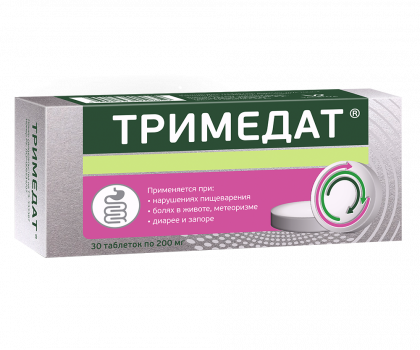 ТРИМЕДАТ®
Применяется при:
• нарушениях пищеварения
• болях в животе, метеоризме
• диарее и запоре
30 таблеток по 200 мг
ТРИМЕДАТ®